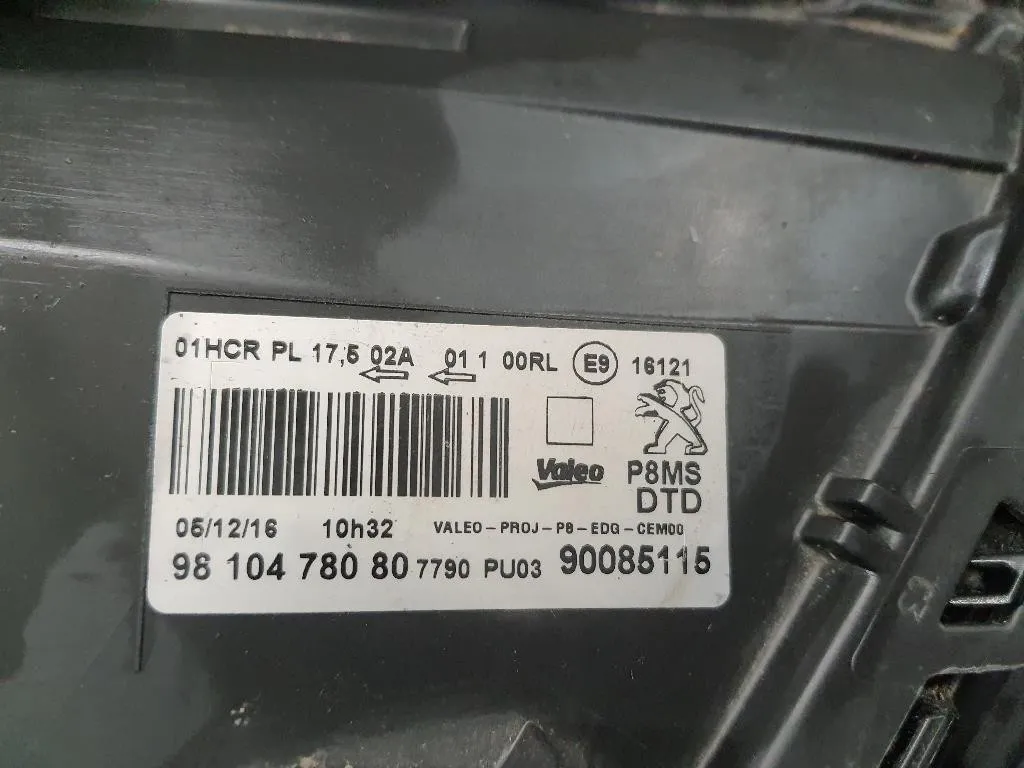 01HCR PL 17,5 02A 01 1 00RL E9 16121
Valeo
P8MS
DTD
05/12/16 10h32 VALEO-PROJ-P8-EDG-CEM00
98 104 780 80 7790 PU03 90085115